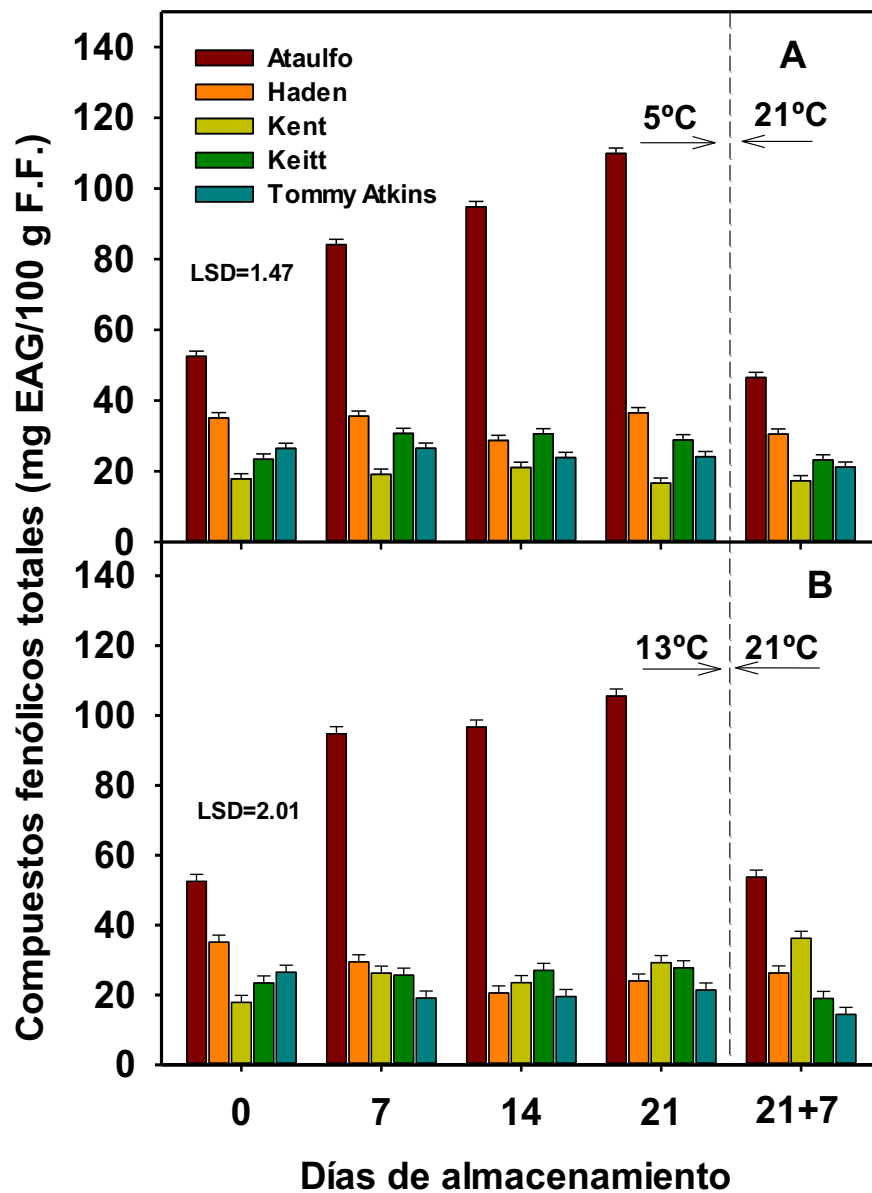 Compuestos fenólicos totales (mg EAG/100 g F.F.)
140
120
100
80
60
40
20
0
Ataulfo
Haden
Kent
Keitt
Tommy Atkins
LSD=1.47
A
5ºC
21ºC
140
120
100
80
60
40
20
0
B
13ºC
21ºC
LSD=2.01
0
7
14
21
21+7
Días de almacenamiento